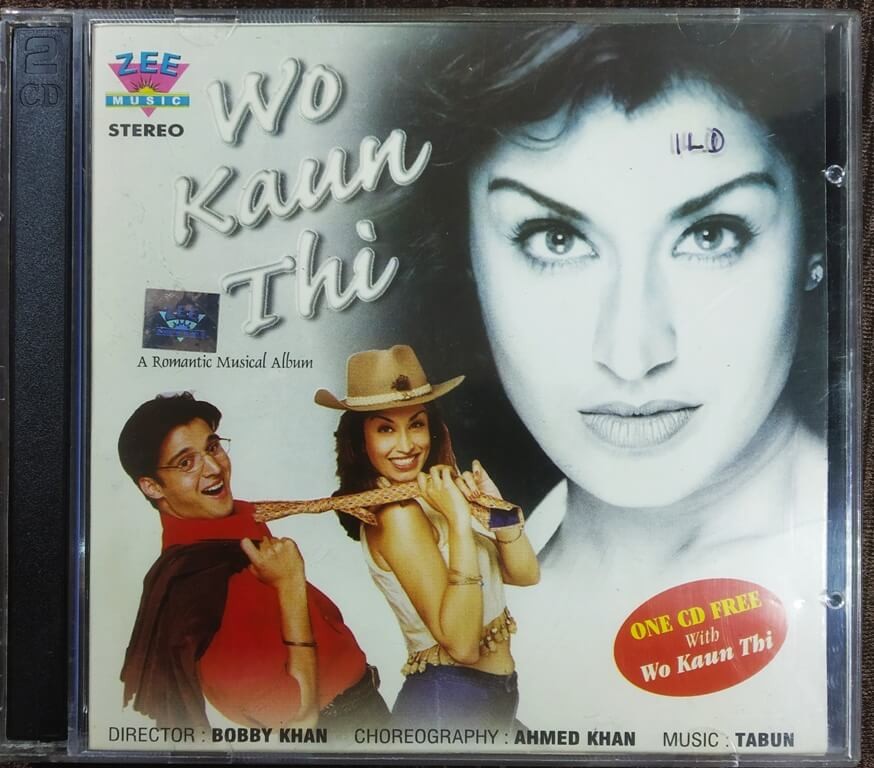 2
CD
ZEE
MUSIC
STEREO
Wo
Kaun
Thi
ILD
ZEE
A Romantic Musical Album
ONE CD FREE
With
Wo Kaun Thi
DIRECTOR : BOBBY KHAN CHOREOGRAPHY : AHMED KHAN MUSIC : TABUN